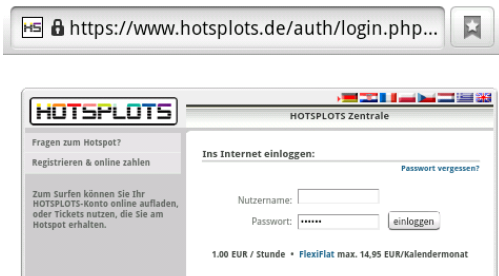 HS https://www.hotsplots.de/auth/login.php...
HOTSPLOTS
HOTSPLOTS Zentrale
Fragen zum Hotspot?
Registrieren & online zahlen
Ins Internet einloggen:
Passwort vergessen?
Zum Surfen können Sie Ihr
HOTSPLOTS-Konto online aufladen,
oder Tickets nutzen, die Sie am
Hotspot erhalten.
Nutzername:
Passwort: •••••• einloggen
1.00 EUR / Stunde • FlexiFlat max. 14,95 EUR/Kalendermonat